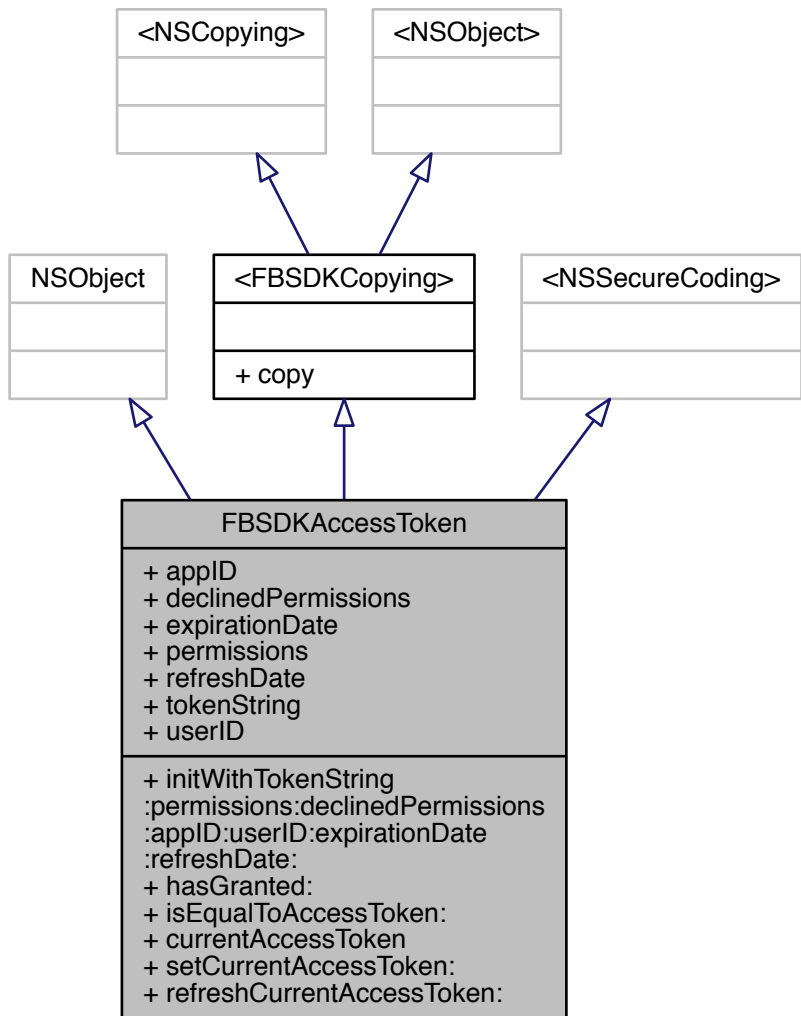 <NSCopying>
<NSObject>
NSObject
<FBSDKCopying>
+ copy
<NSSecureCoding>
FBSDKAccessToken
+ appID
+ declinedPermissions
+ expirationDate
+ permissions
+ refreshDate
+ tokenString
+ userID
+ initWithTokenString
:permissions:declinedPermissions
:appID:userID:expirationDate
:refreshDate:
+ hasGranted:
+ isEqualToAccessToken:
+ currentAccessToken
+ setCurrentAccessToken:
+ refreshCurrentAccessToken: